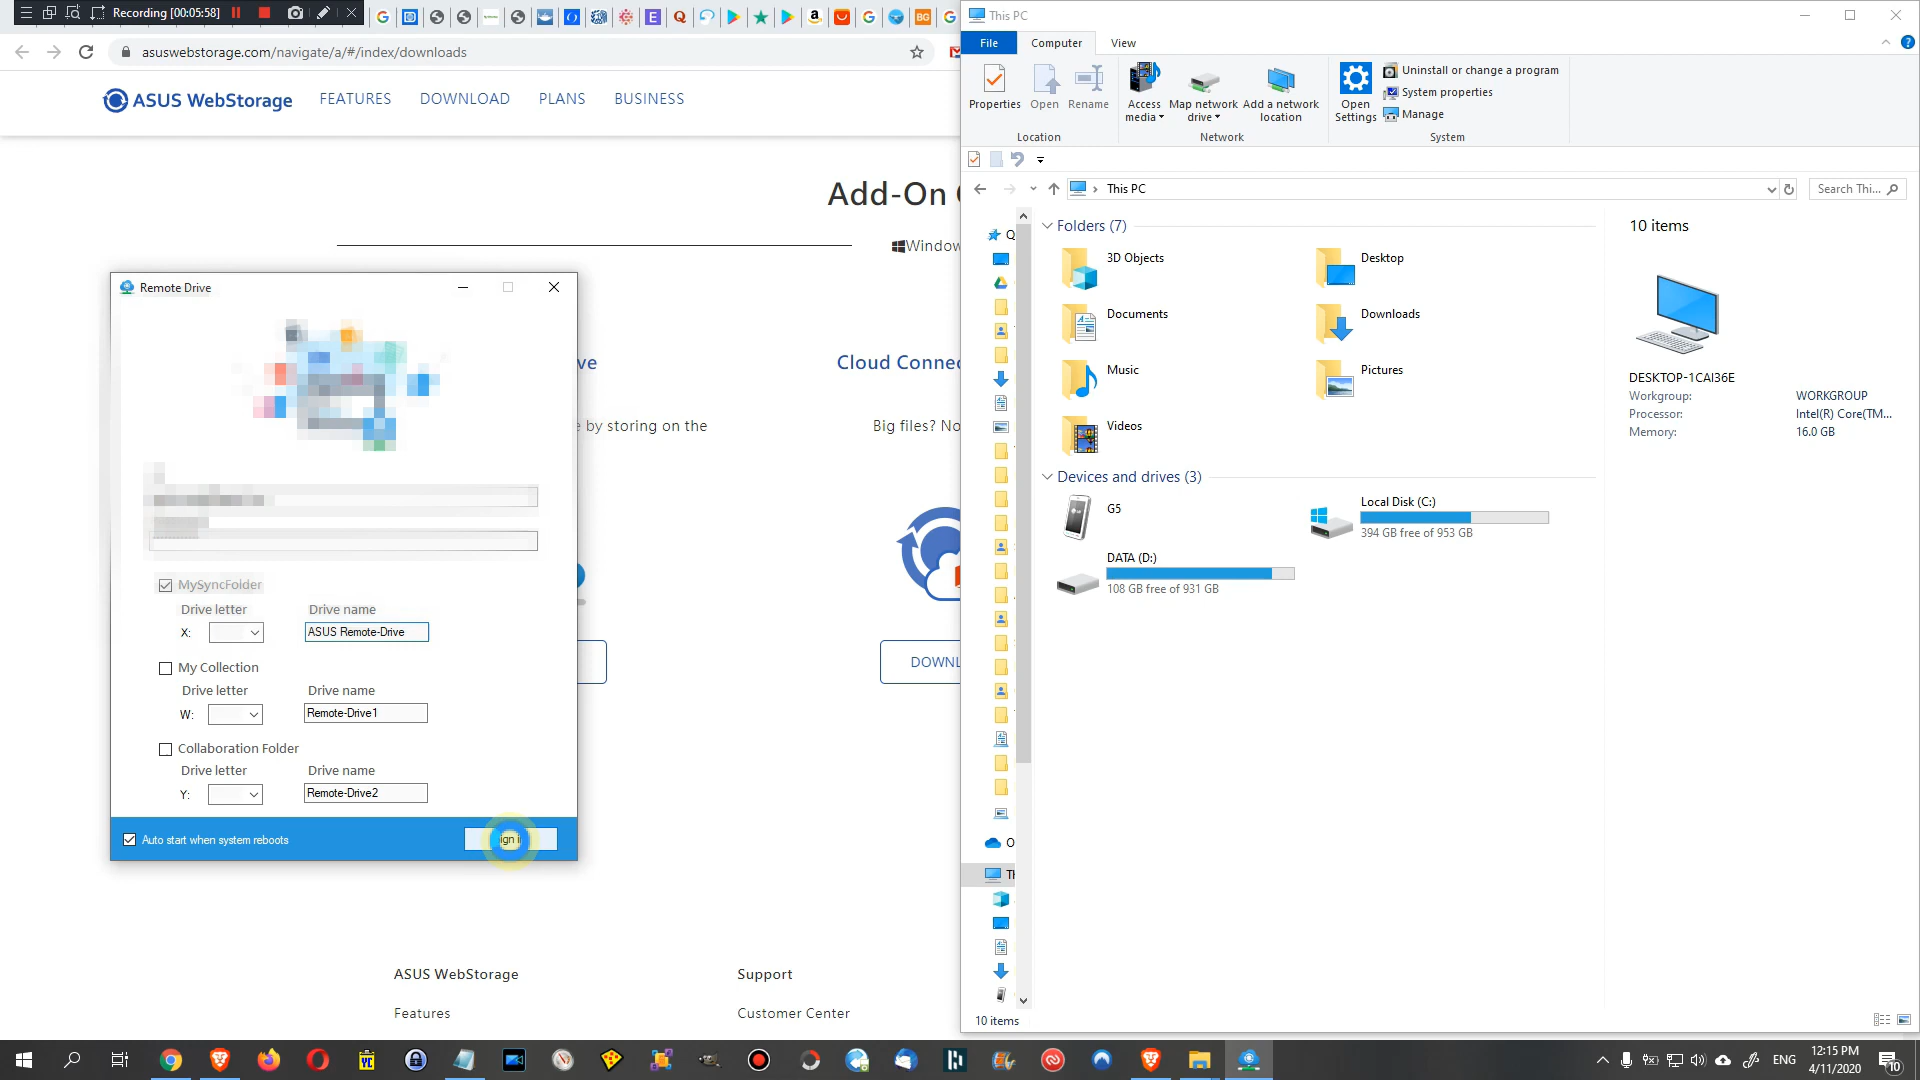 Recording [00:05:58]
asuswebstorage.com/navigate/a/#/index/downloads
ASUS WebStorage
FEATURES
DOWNLOAD
PLANS
BUSINESS
Add-On
Window
ve
Cloud Connec
e by storing on the
Big files? No
DOWNL
ASUS WebStorage
Support
Features
Customer Center
Remote Drive
MySyncFolder
Drive letter
Drive name
X:
ASUS Remote-Drive
My Collection
Drive letter
Drive name
W:
Remote-Drive1
Collaboration Folder
Drive letter
Drive name
Y:
Remote-Drive2
Auto start when system reboots
gn i
This PC
File
Computer
View
Properties
Open
Rename
Location
Access media
Map network drive
Add a network location
Network
Open Settings
Uninstall or change a program
System properties
Manage
System
This PC
Search Thi...
Folders (7)
3D Objects
Desktop
Documents
Downloads
Music
Pictures
Videos
Devices and drives (3)
G5
Local Disk (C:)
394 GB free of 953 GB
DATA (D:)
108 GB free of 931 GB
10 items
DESKTOP-1CAI36E
Workgroup: WORKGROUP
Processor: Intel(R) Core(TM...
Memory: 16.0 GB
10 items
ENG
12:15 PM
4/11/2020
10